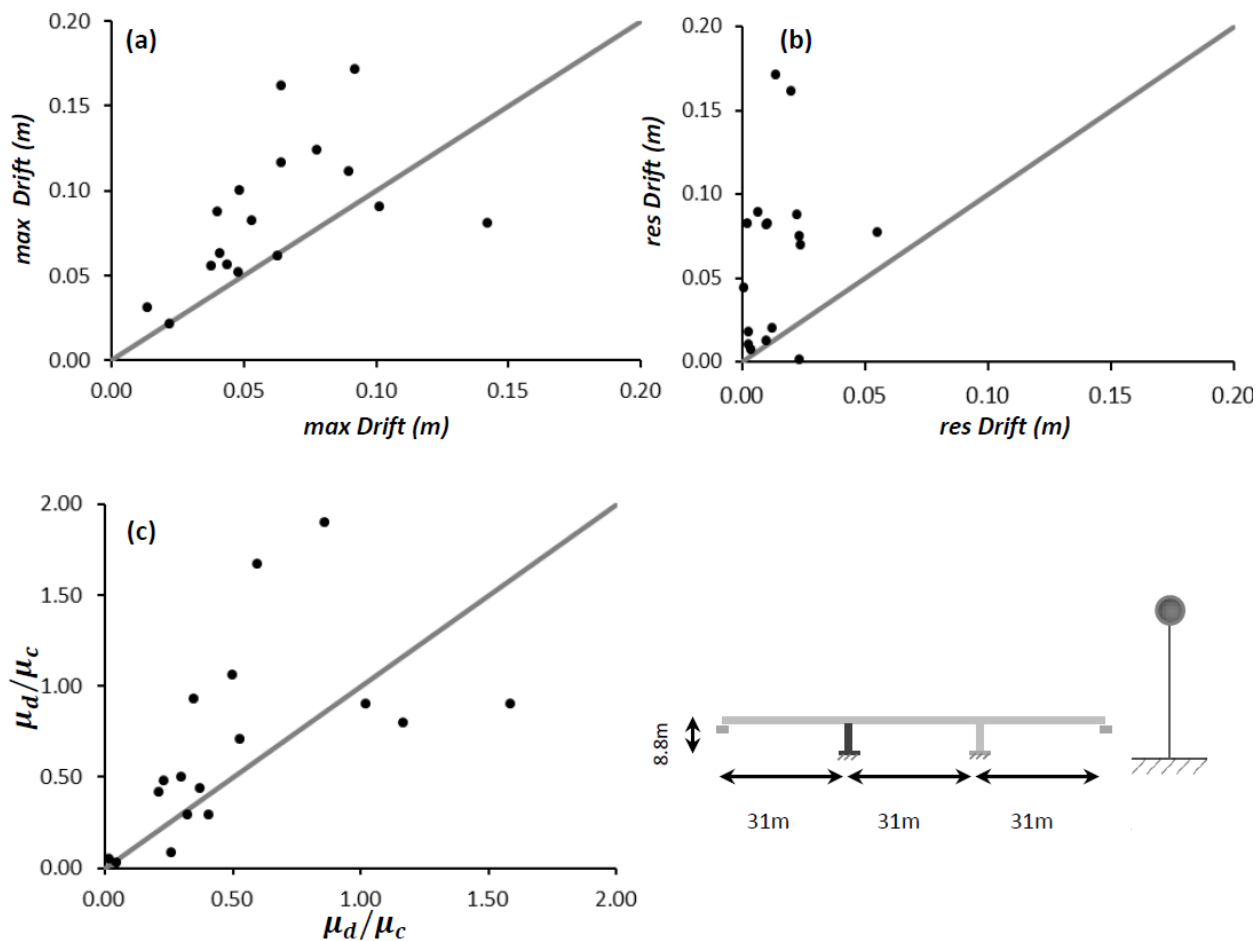 (a)
max Drift (m)
0.20
0.15
0.10
0.05
0.00
0.00 0.05 0.10 0.15 0.20
max Drift (m)
(b)
res Drift (m)
0.20
0.15
0.10
0.05
0.00
0.00 0.05 0.10 0.15 0.20
res Drift (m)
(c)
μd/μc
2.00
1.50
1.00
0.50
0.00
0.00 0.50 1.00 1.50 2.00
μd/μc
8.8m
31m 31m 31m